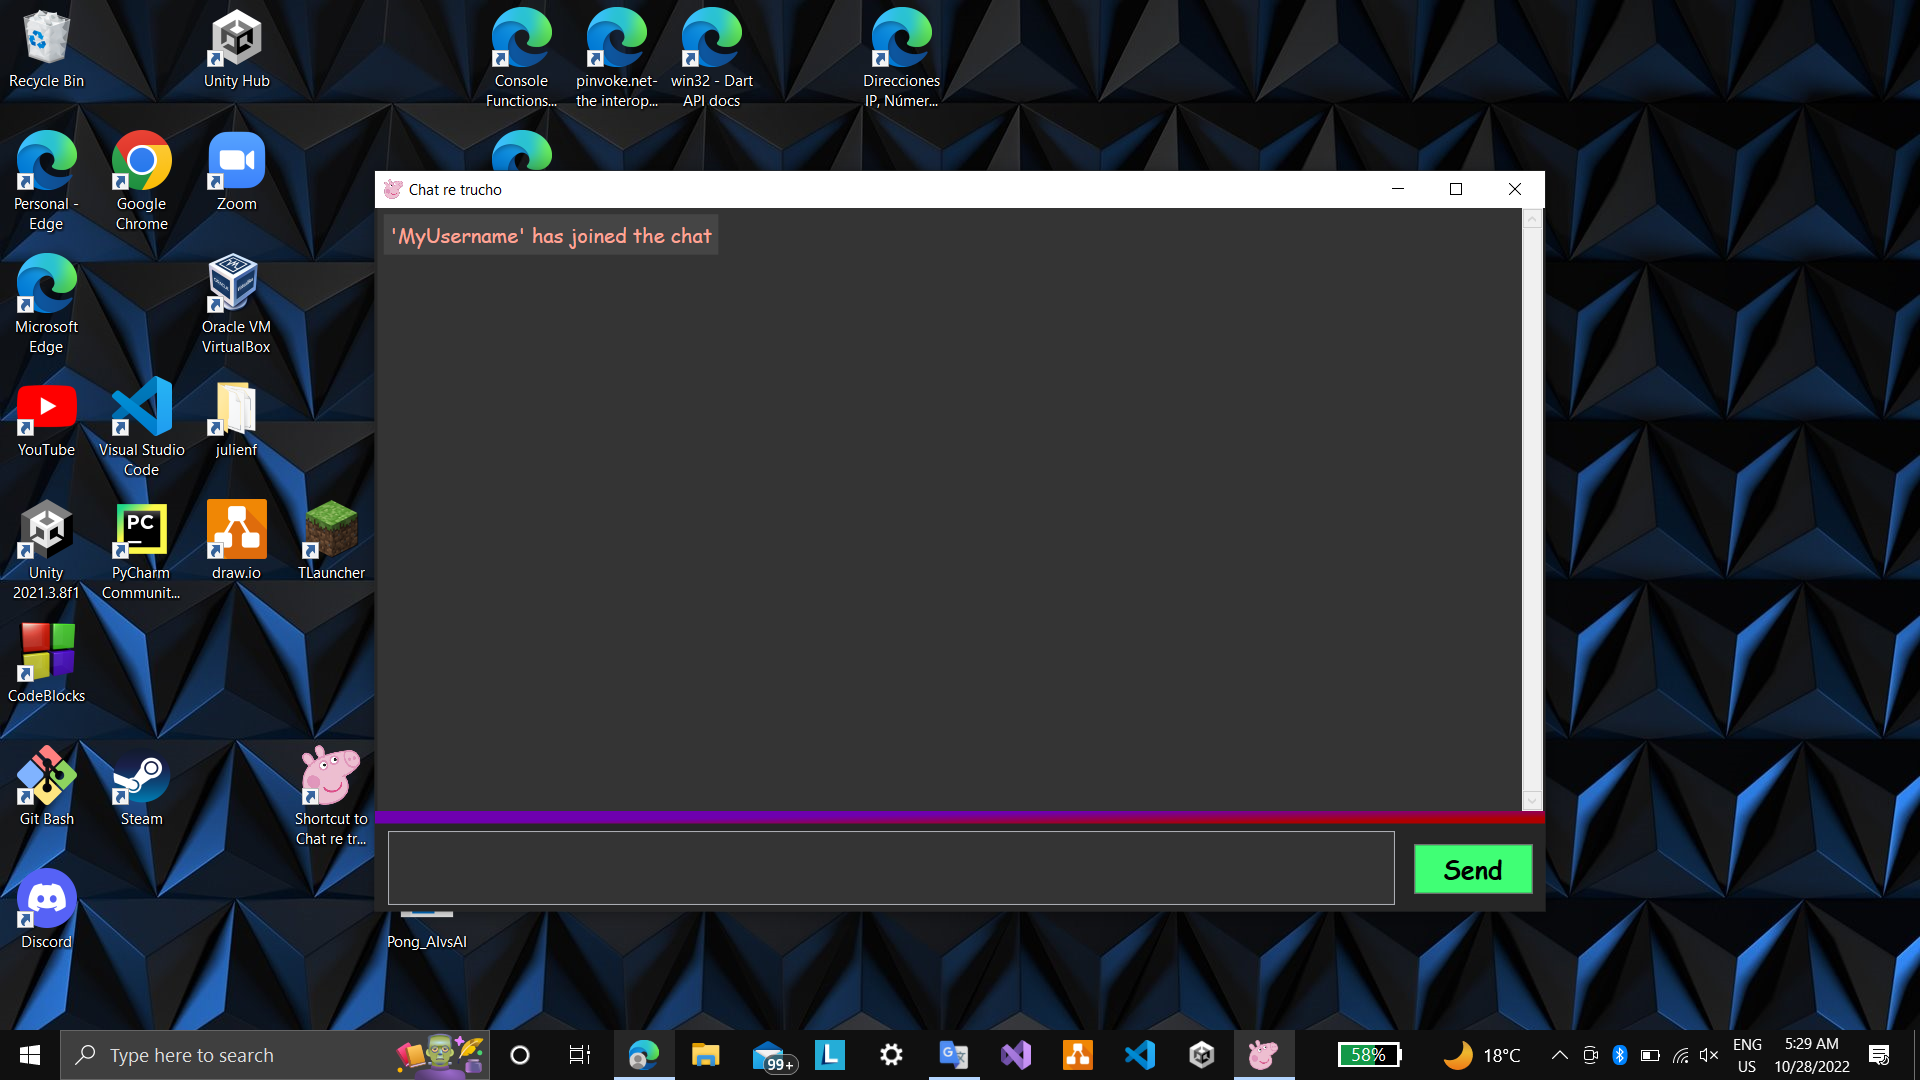 Recycle Bin
Unity Hub
Console
Functions...
pinvoke.net-
the interop...
win32 - Dart
API docs
Direcciones
IP, Númer...
Personal -
Edge
Google
Chrome
Zoom
Chat re trucho
'MyUsername' has joined the chat
Microsoft
Edge
Oracle VM
VirtualBox
YouTube
Visual Studio
Code
julienf
Unity
2021.3.8f1
PC
PyCharm
Communit...
draw.io
TLauncher
CodeBlocks
Git Bash
Steam
Shortcut to
Chat re tr...
Send
Discord
Pong_AIvsAI
Type here to search
99+
L
58%
18°C
ENG
US
5:29 AM
10/28/2022